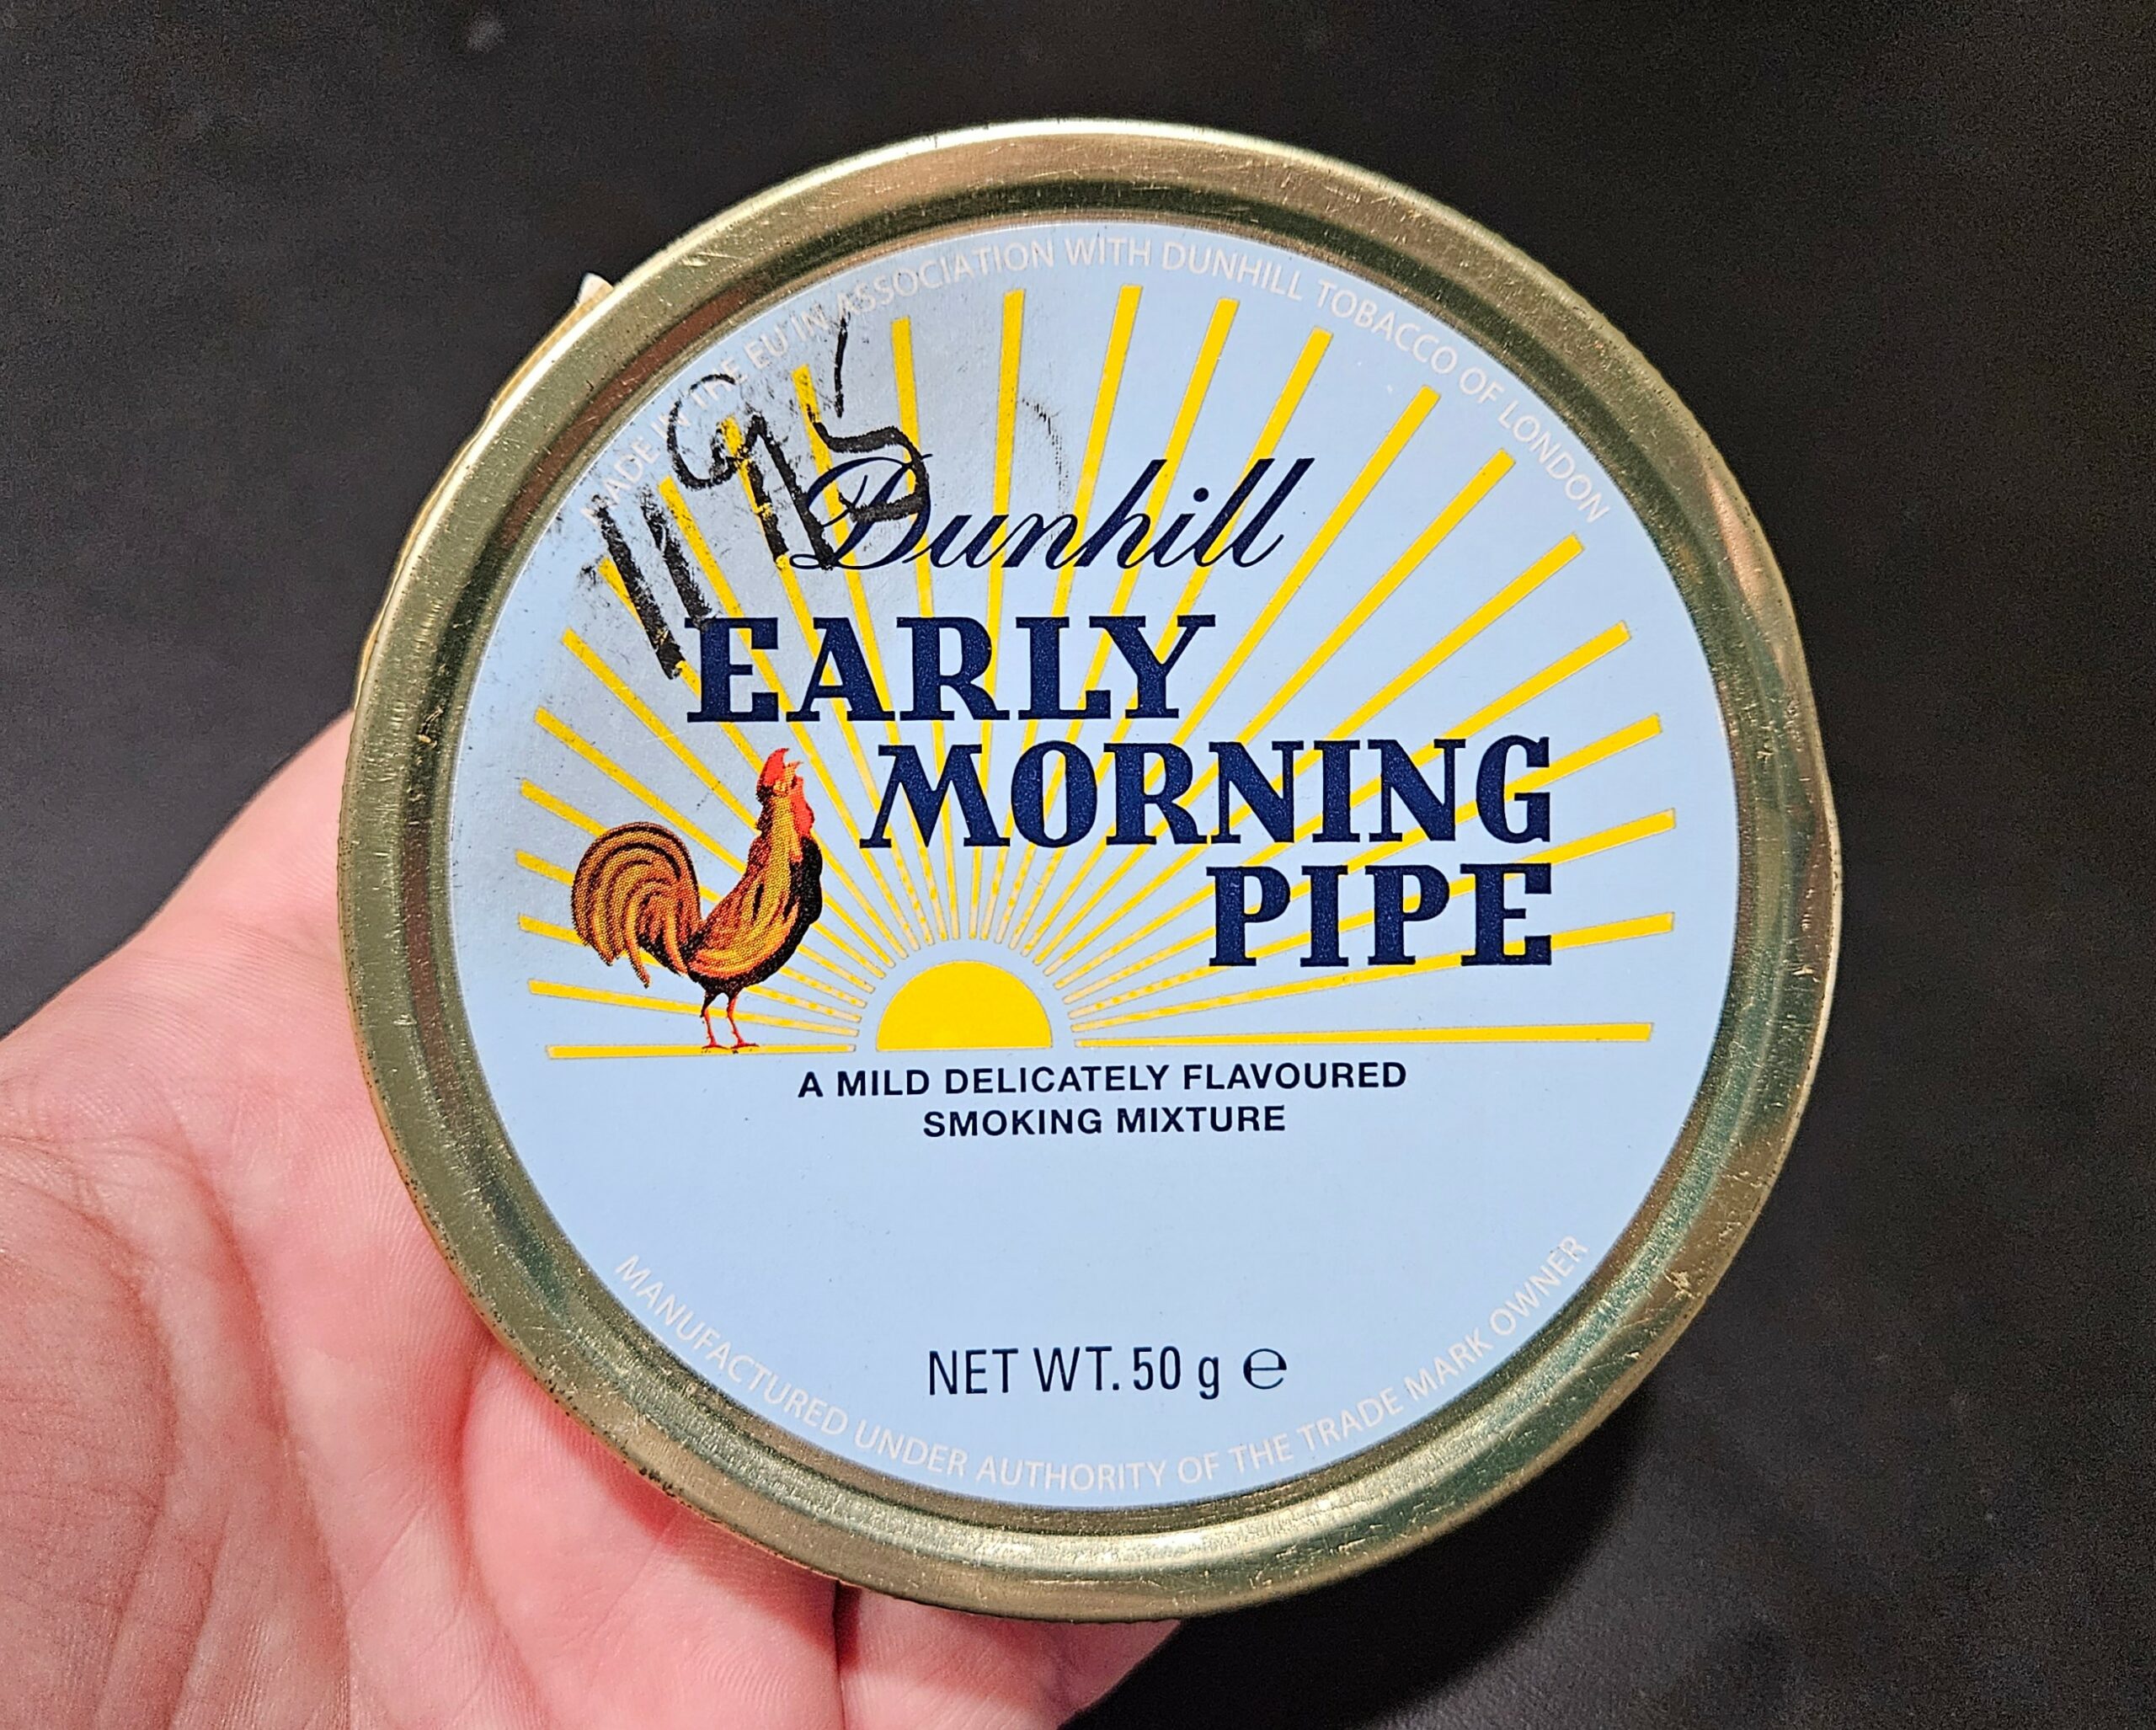 MADE IN THE EU IN ASSOCIATION WITH DUNHILL TOBACCO OF LONDON
1195
Dunhill
EARLY
MORNING
PIPE
A MILD DELICATELY FLAVOURED
SMOKING MIXTURE
NET WT. 50 g ℮
MANUFACTURED UNDER AUTHORITY OF THE TRADE MARK OWNER